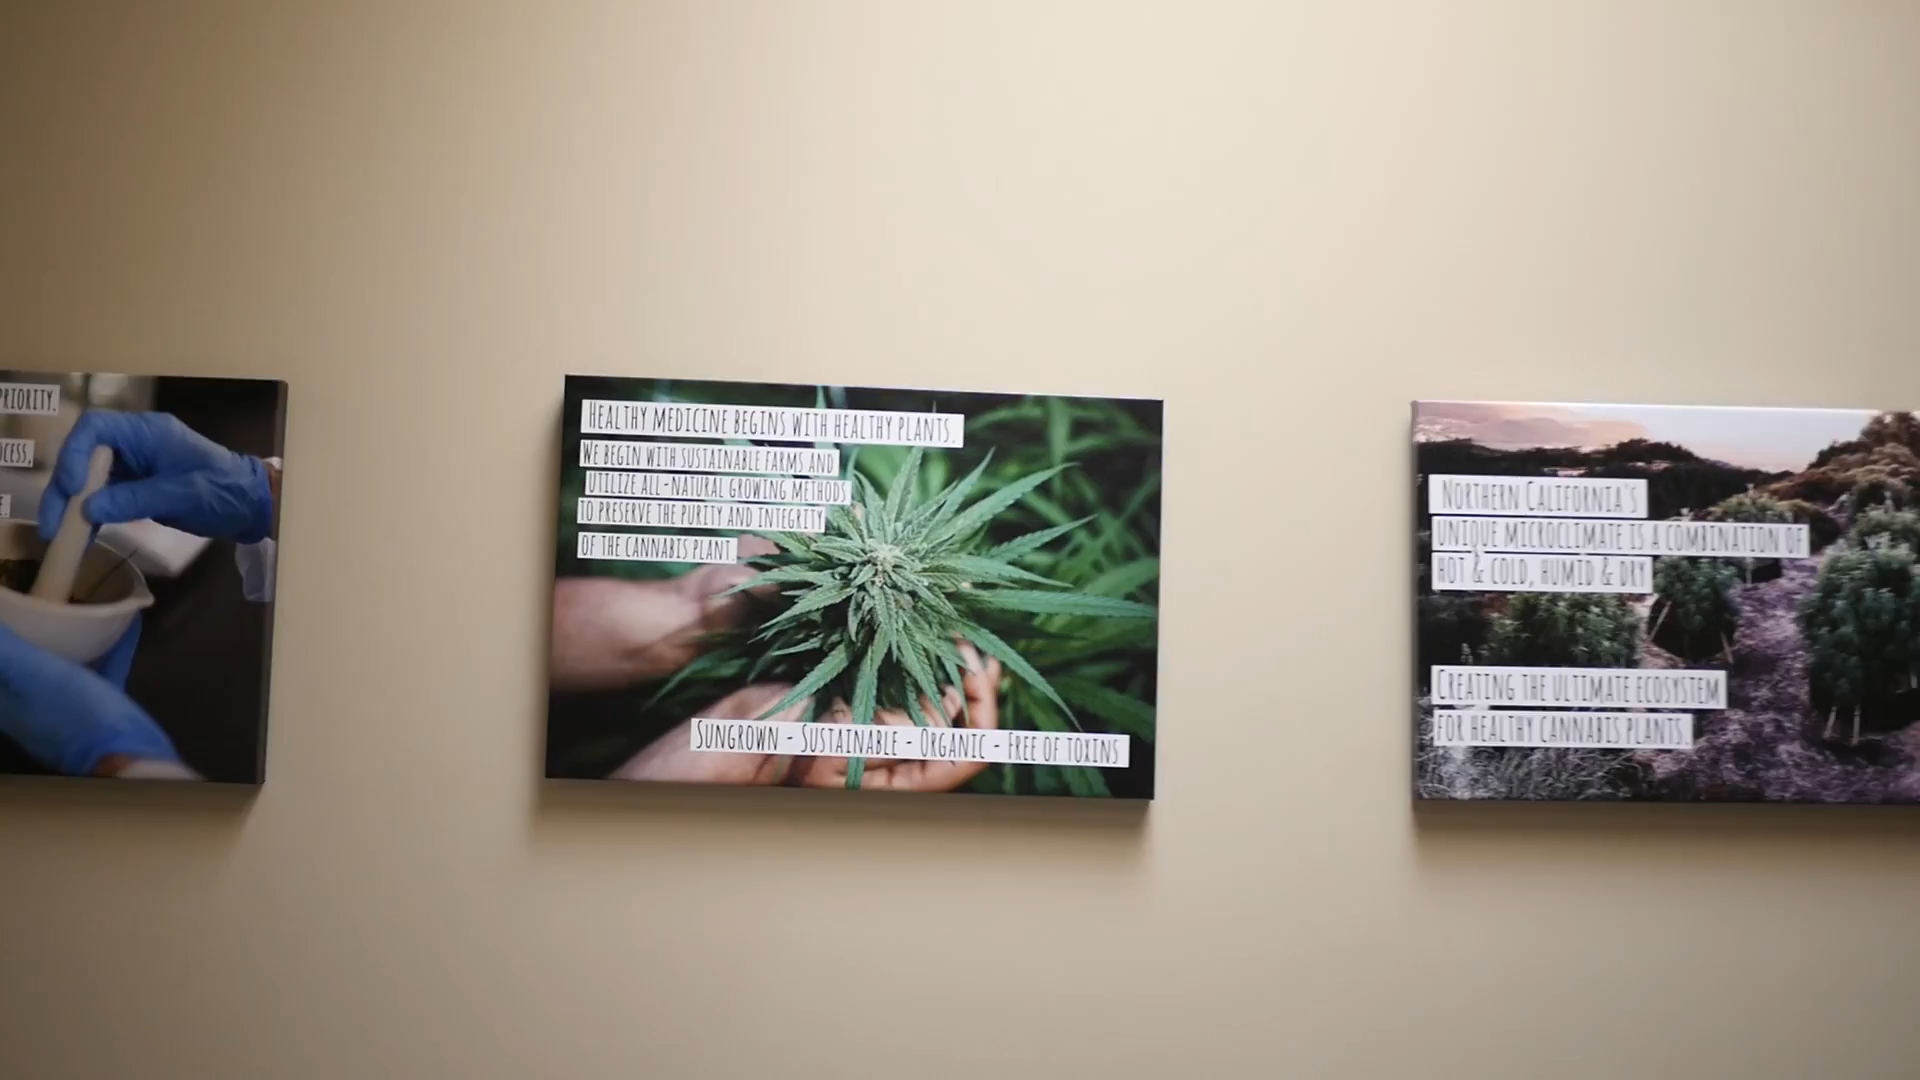 PRIORITY.
HEALTHY MEDICINE BEGINS WITH HEALTHY PLANTS.
WE BEGIN WITH SUSTAINABLE FARMS AND
UTILIZE ALL-NATURAL GROWING METHODS
TO PRESERVE THE PURITY AND INTEGRITY
OF THE CANNABIS PLANT.
SUNGROWN - SUSTAINABLE - ORGANIC - FREE OF TOXINS
NORTHERN CALIFORNIA'S
UNIQUE MICROCLIMATE IS A COMBINATION OF
HOT & COLD, HUMID & DRY
CREATING THE ULTIMATE ECOSYSTEM
FOR HEALTHY CANNABIS PLANTS.